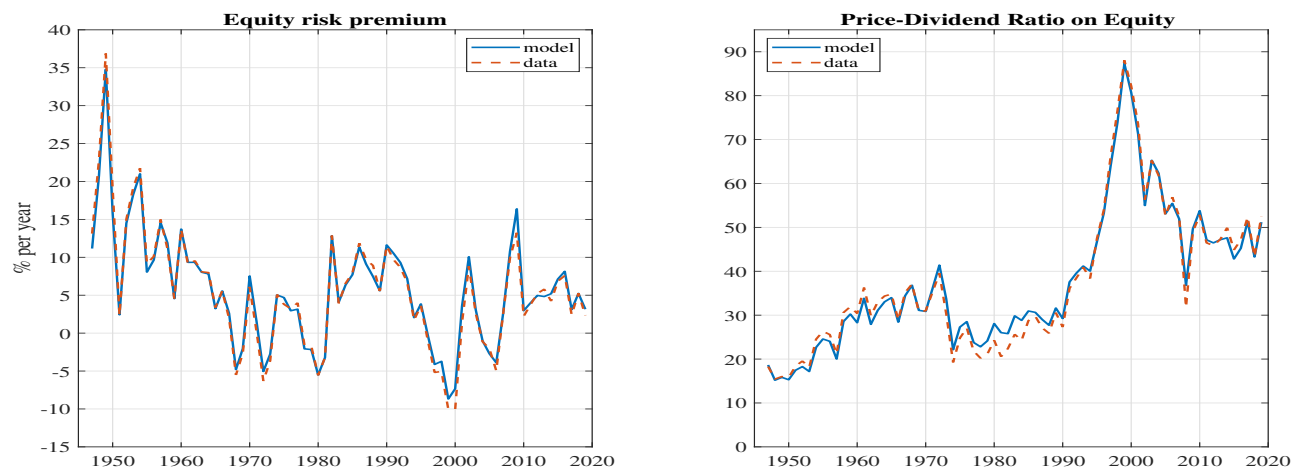 Equity risk premium
40
35
30
25
20
15
10
5
0
-5
-10
-15
% per year
model
data
1950 1960 1970 1980 1990 2000 2010 2020
Price-Dividend Ratio on Equity
90
80
70
60
50
40
30
20
10
0
model
data
1950 1960 1970 1980 1990 2000 2010 2020